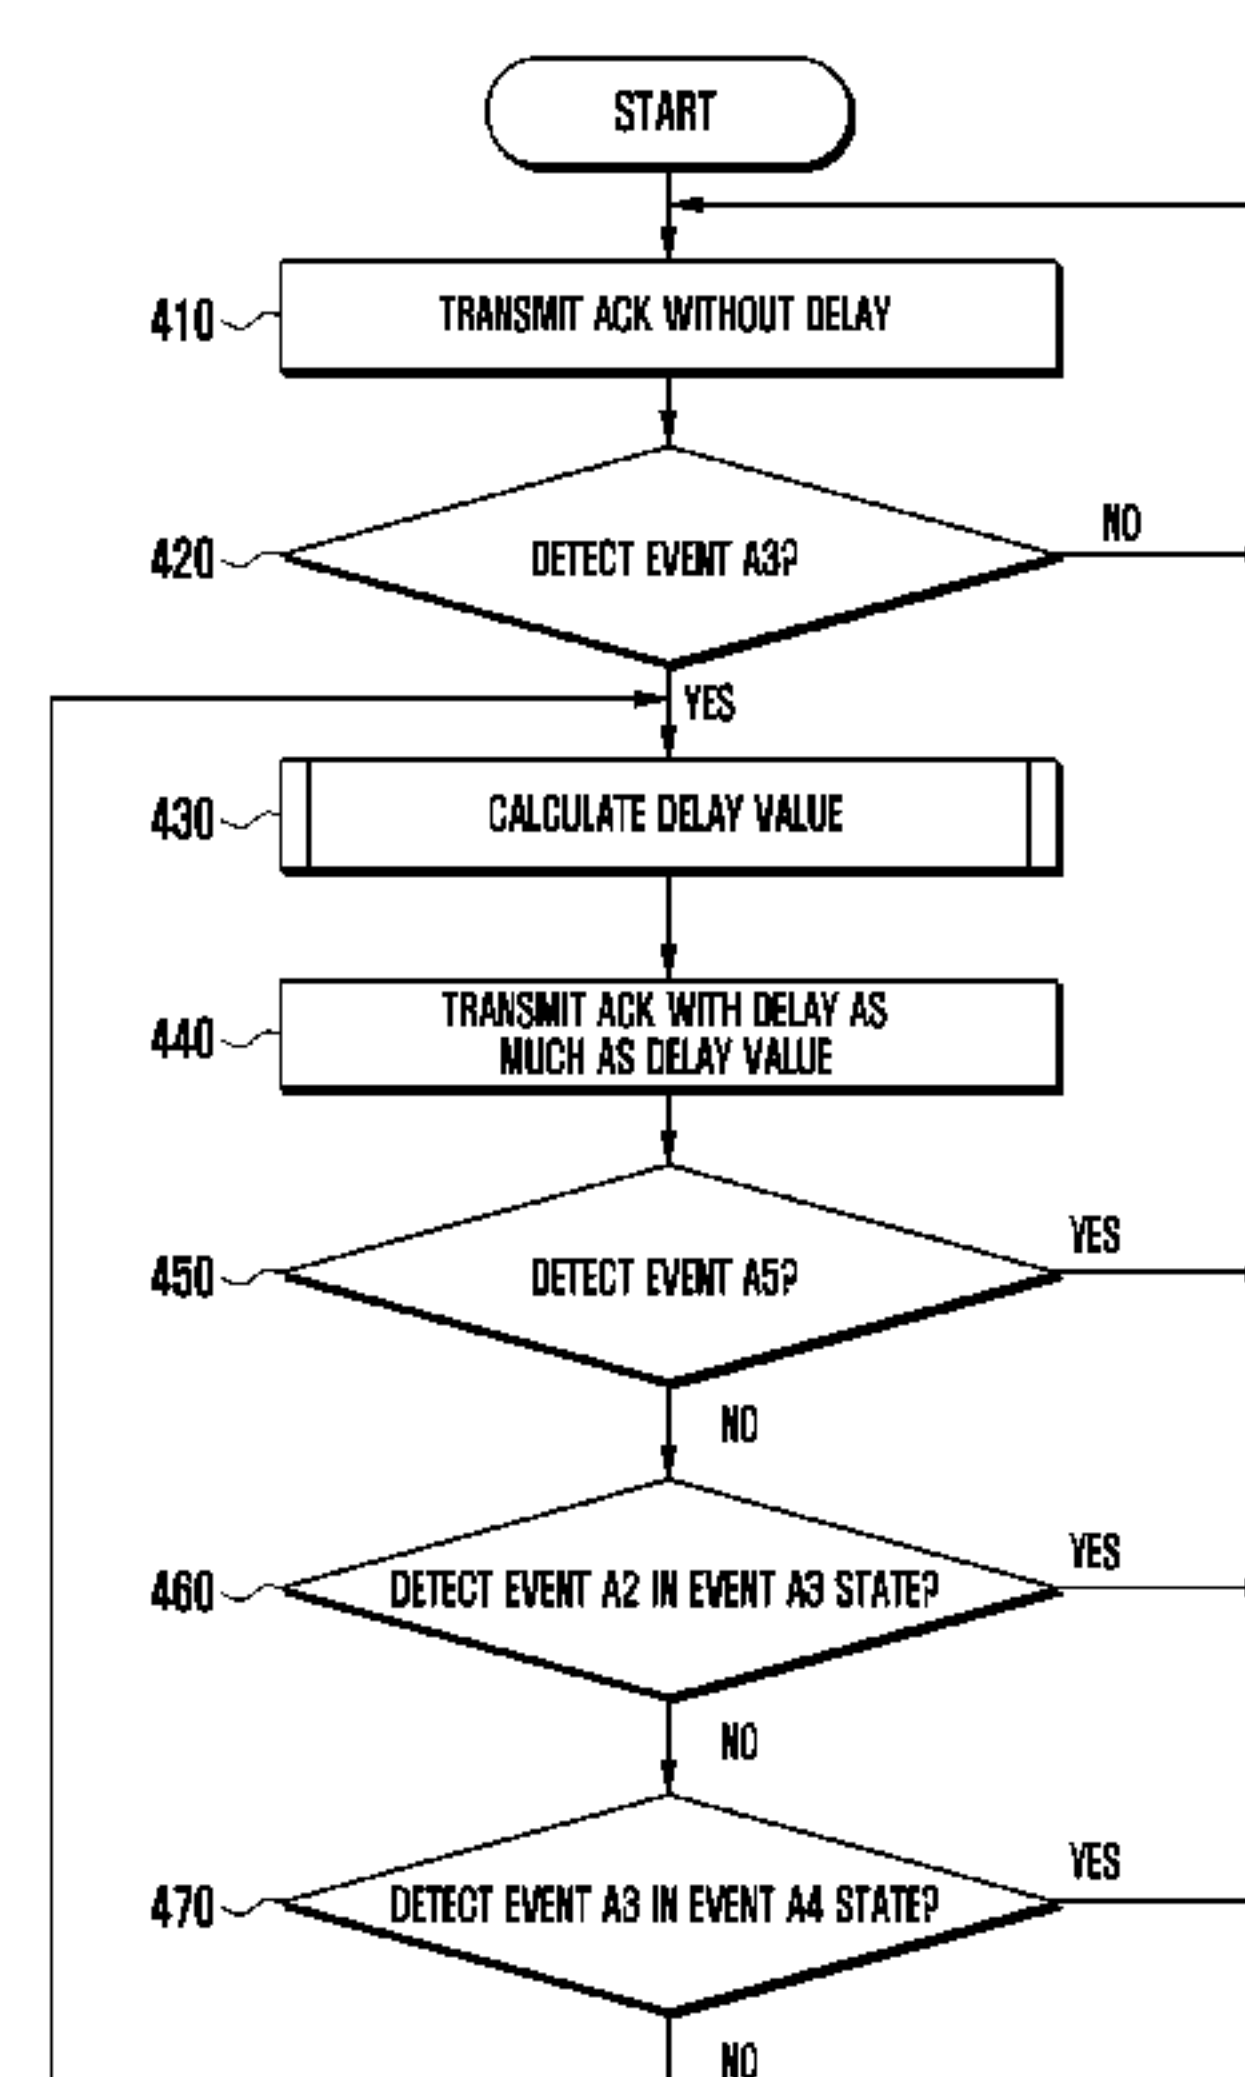 START
410
TRANSMIT ACK WITHOUT DELAY
420
DETECT EVENT A3?
NO
YES
430
CALCULATE DELAY VALUE
440
TRANSMIT ACK WITH DELAY AS
MUCH AS DELAY VALUE
450
DETECT EVENT A5?
YES
NO
460
DETECT EVENT A2 IN EVENT A3 STATE?
YES
NO
470
DETECT EVENT A3 IN EVENT A4 STATE?
YES
NO